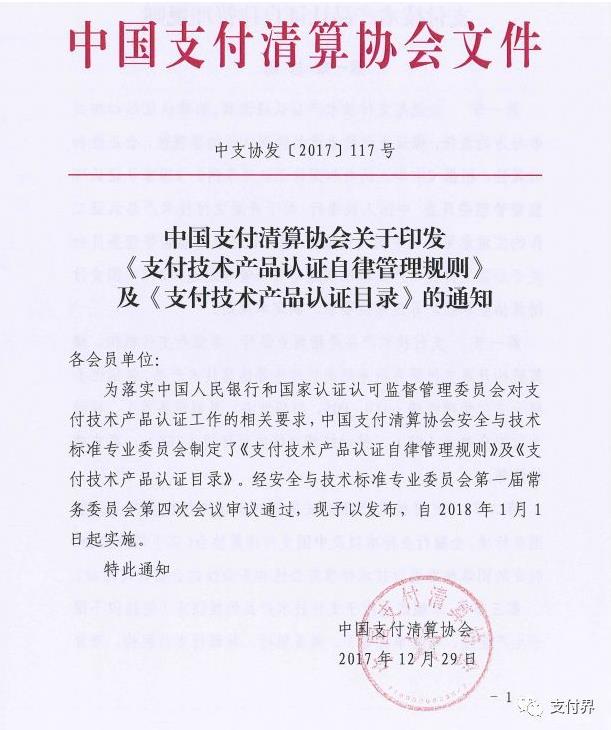 中国支付清算协会文件
中支协发〔2017〕117号
中国支付清算协会关于印发
《支付技术产品认证自律管理规则》
及《支付技术产品认证目录》的通知
各会员单位:
为落实中国人民银行和国家认证认可监督管理委员会对支
付技术产品认证工作的相关要求,中国支付清算协会安全与技术
标准专业委员会制定了《支付技术产品认证自律管理规则》及《支
付技术产品认证目录》。经安全与技术标准专业委员会第一届常
务委员会第四次会议审议通过,现予以发布,自2018年1月1
日起实施。
特此通知
中国支付清算协会
2017年12月29日
中国支付清算协会
- 1
支付界